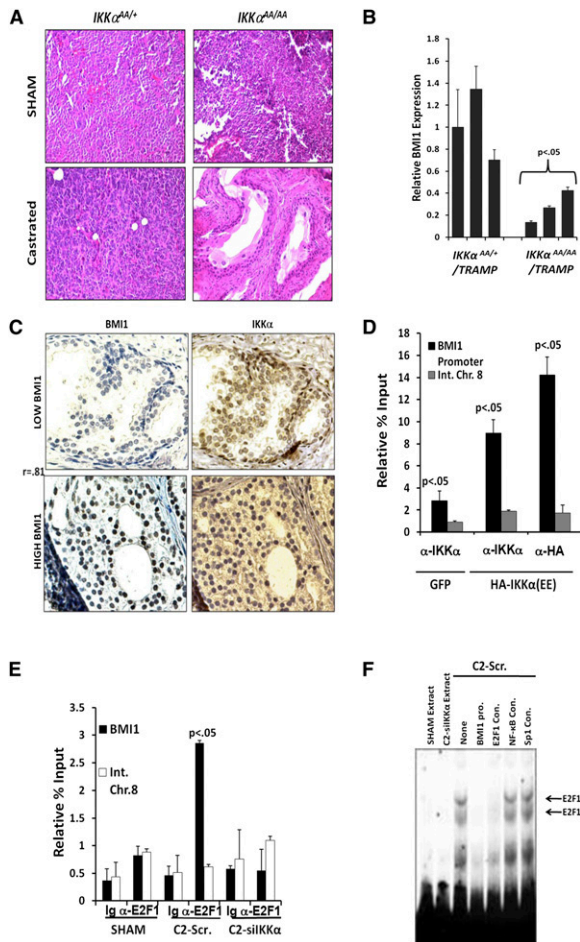 A
IKKα^AA/+
IKKα^AA/AA
SHAM
Castrated
B
Relative BMI1 Expression
1.8
1.6
1.4
1.2
1
0.8
0.6
0.4
0.2
0
p<.05
IKKα^AA/+
/TRAMP
IKKα^AA/AA
/TRAMP
C
BMI1
IKKα
LOW BMI1
r=.81
HIGH BMI1
D
Relative % Input
18
16
14
12
10
8
6
4
2
0
BMI1
Promoter
Int. Chr. 8
p<.05
p<.05
p<.05
α-IKKα
α-IKKα
α-HA
GFP
HA-IKKα(EE)
E
Relative % Input
3.5
3
2.5
2
1.5
1
0.5
0
BMI1
Int.
Chr.8
p<.05
Ig α-E2F1
Ig α-E2F1
Ig α-E2F1
SHAM
C2-Scr.
C2-siIKKα
F
C2-Scr.
SHAM Extract
C2-siIKKα Extract
None
BMI1 pro.
E2F1 Con.
NF-κB Con.
Sp1 Con.
E2F1
E2F1